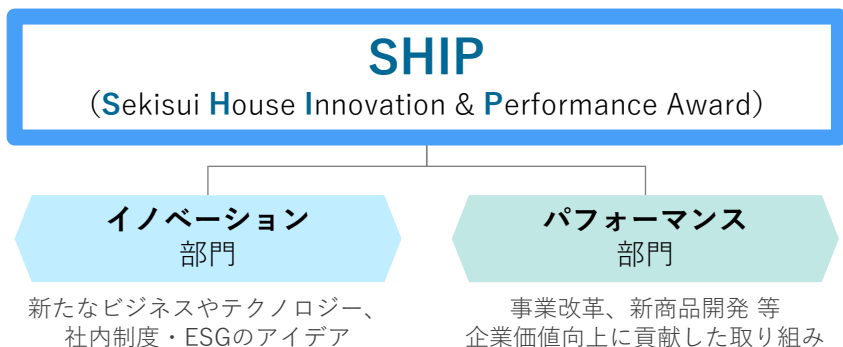 SHIP
（Sekisui House Innovation & Performance Award）
イノベーション
部門
新たなビジネスやテクノロジー、
社内制度・ESGのアイデア
パフォーマンス
部門
事業改革、新商品開発 等
企業価値向上に貢献した取り組み